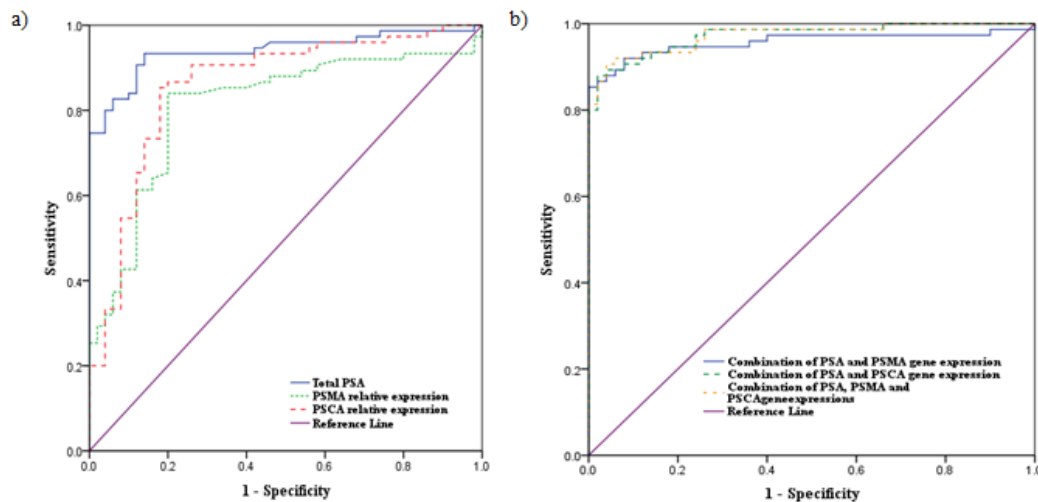 a)
1.0
0.8
0.6
0.4
0.2
0.0
Sensitivity
Total PSA
PSMA relative expression
PSCA relative expression
Reference Line
0.0 0.2 0.4 0.6 0.8 1.0
1 - Specificity
b)
1.0
0.8
0.6
0.4
0.2
0.0
Sensitivity
Combination of PSA and PSMA gene expression
Combination of PSA and PSCA gene expression
Combination of PSA, PSMA and
PSCAgeneexpressions
Reference Line
0.0 0.2 0.4 0.6 0.8 1.0
1 - Specificity